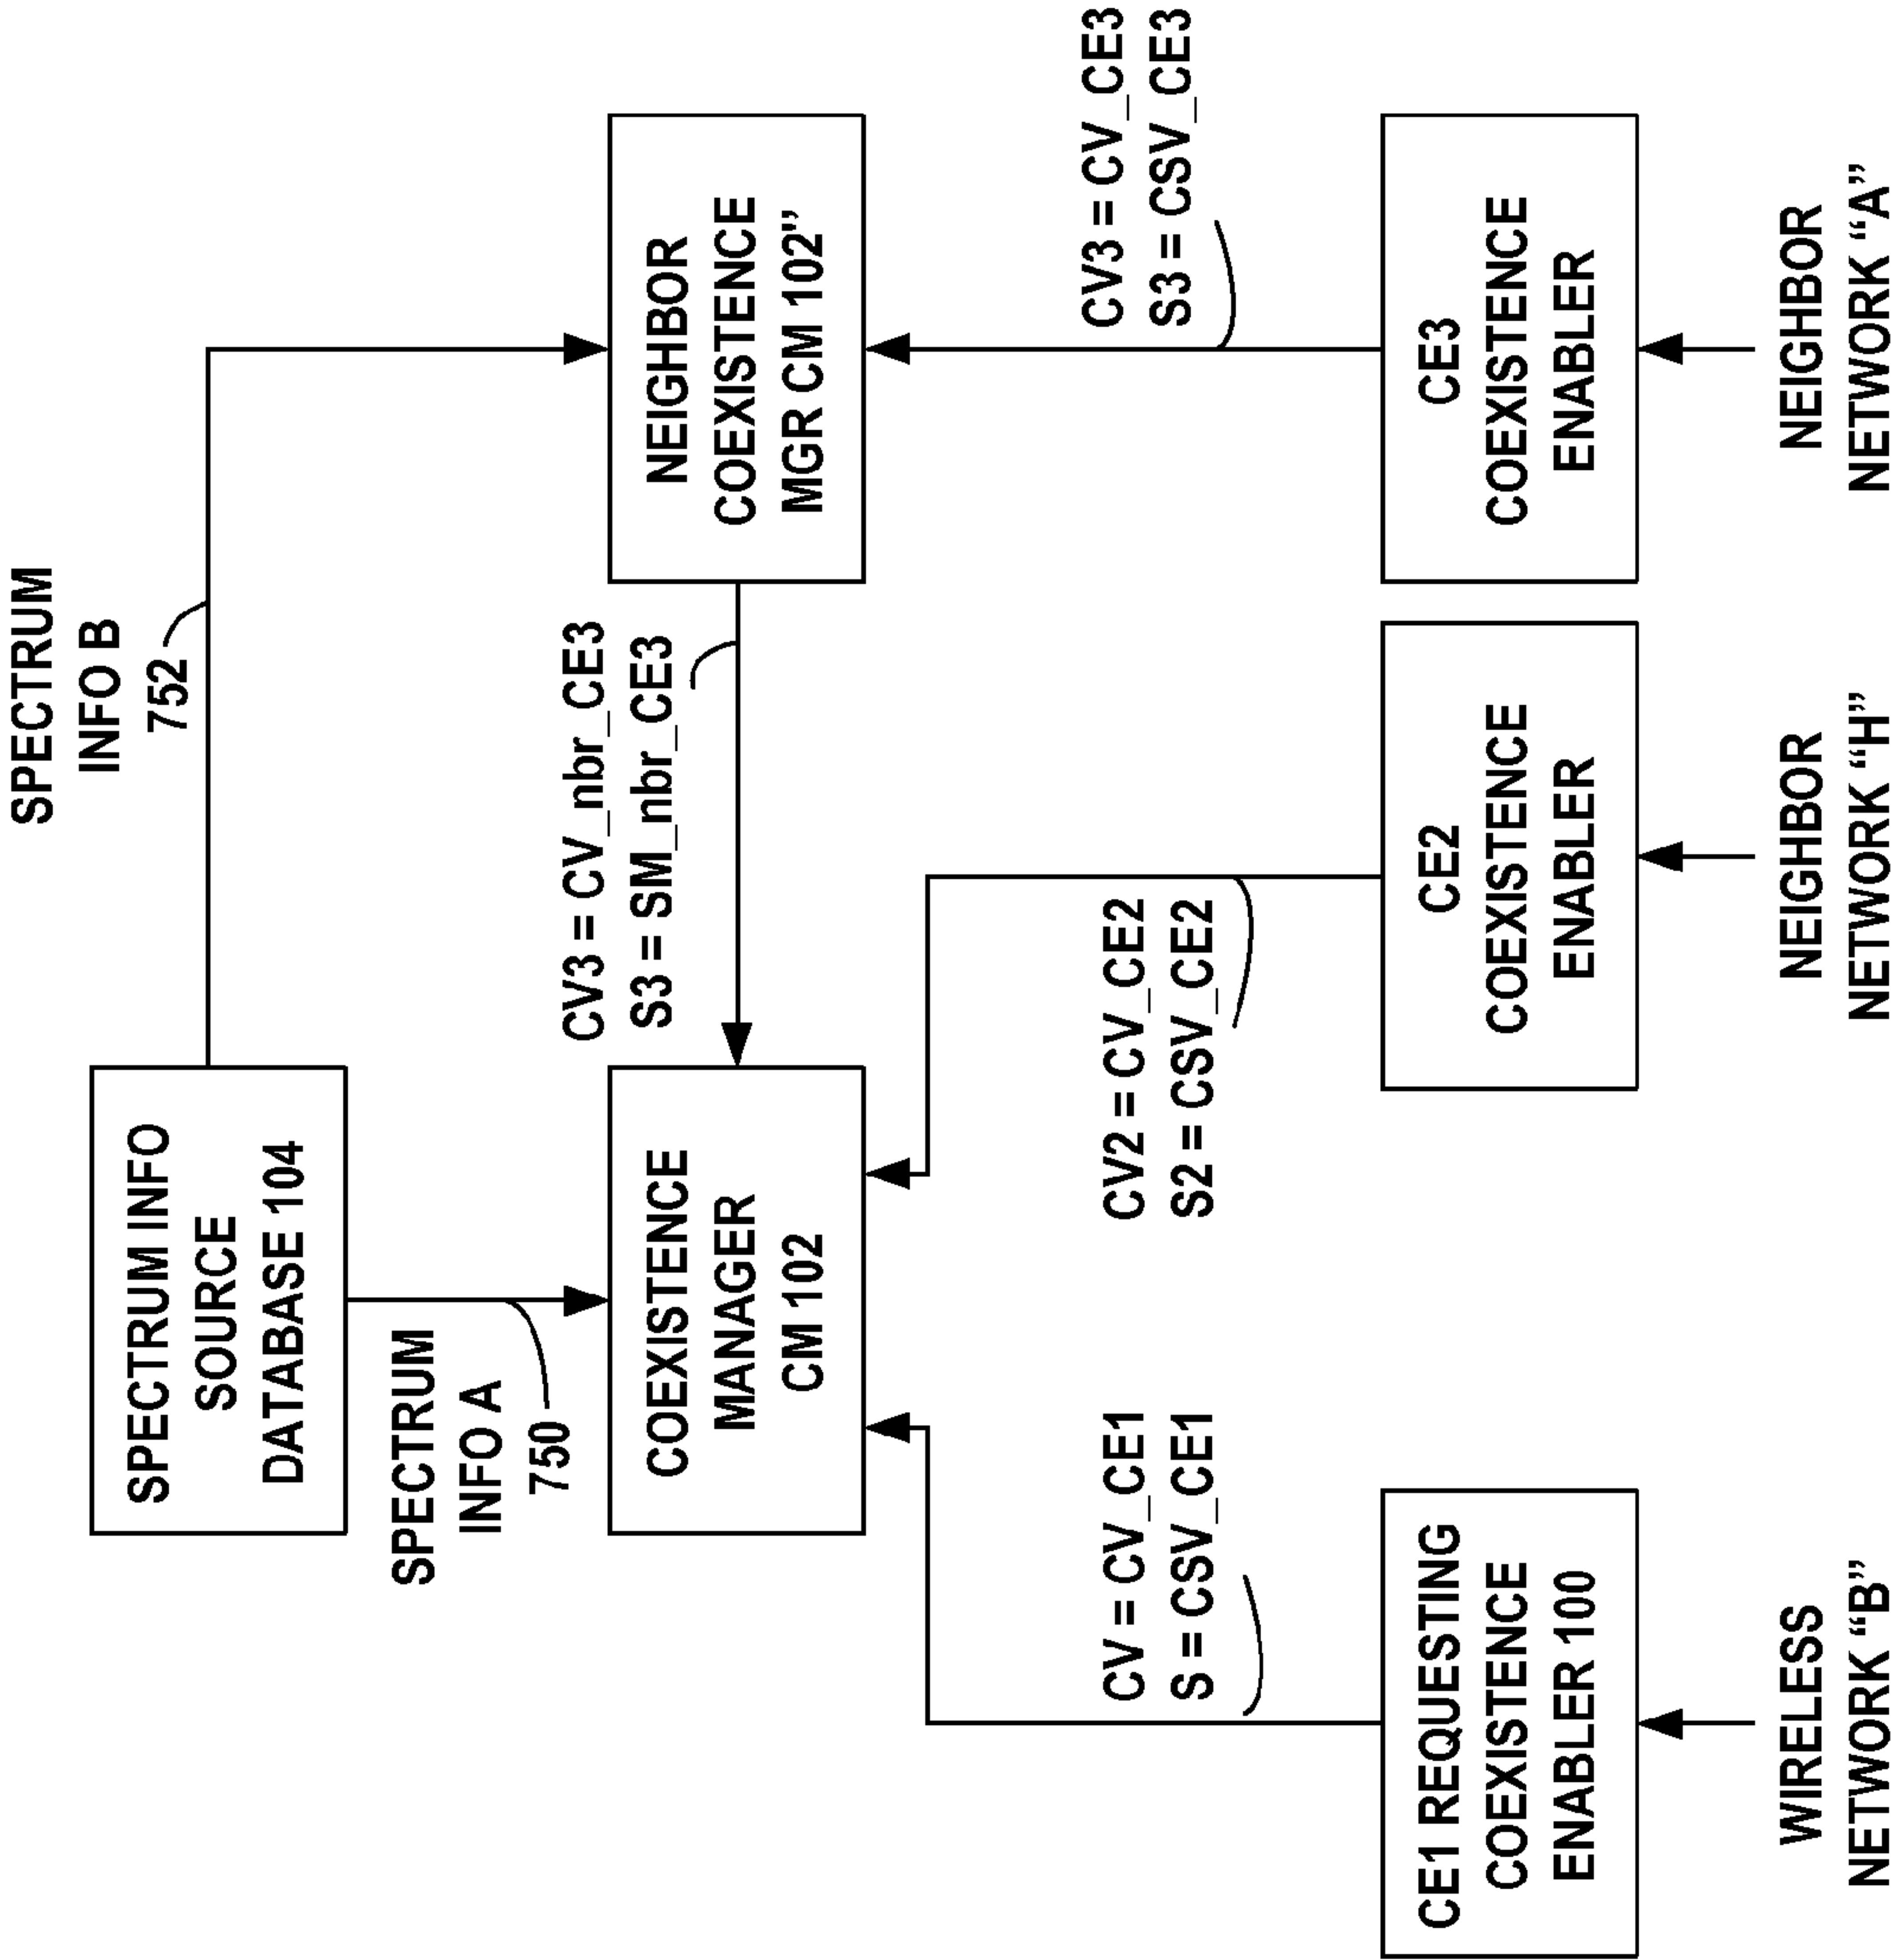 SPECTRUM INFO
SOURCE
DATABASE 104
SPECTRUM
INFO B
752
SPECTRUM
INFO A
750
COEXISTENCE
MANAGER
CM 102
CV3 = CV_nbr_CE3
S3 = SM_nbr_CE3
NEIGHBOR
COEXISTENCE
MGR CM 102"
CV = CV_CE1
S = CSV_CE1
CV2 = CV_CE2
S2 = CSV_CE2
CV3 = CV_CE3
S3 = CSV_CE3
CE1 REQUESTING
COEXISTENCE
ENABLER 100
CE2
COEXISTENCE
ENABLER
CE3
COEXISTENCE
ENABLER
WIRELESS
NETWORK “B”
NEIGHBOR
NETWORK “H”
NEIGHBOR
NETWORK “A”